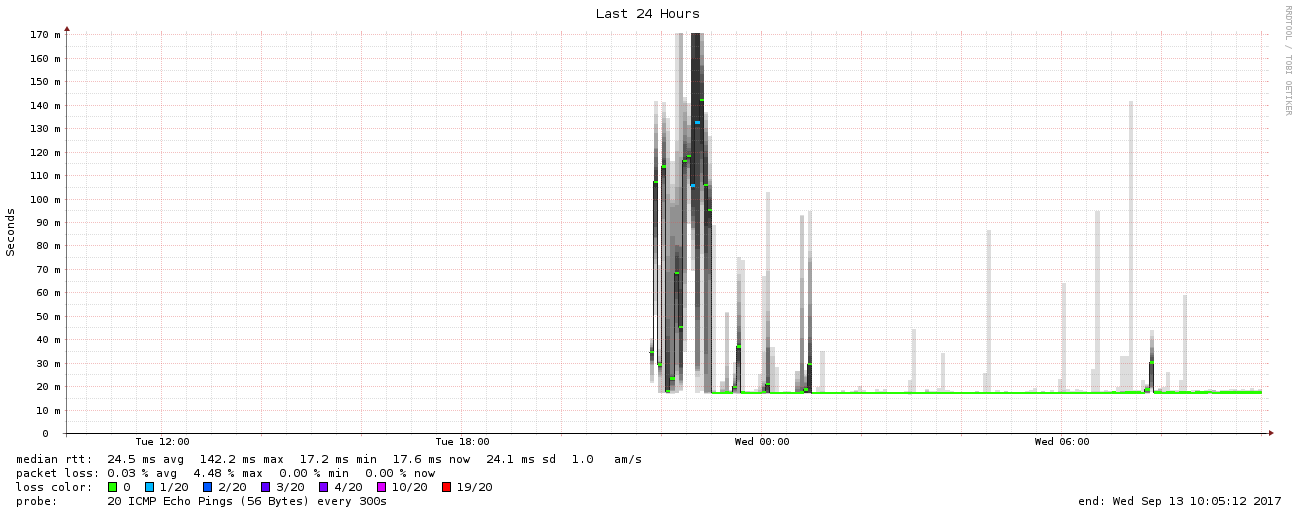 Last 24 Hours
RRDTOOL / TOBI OETIKER
Seconds
170 m
160 m
150 m
140 m
130 m
120 m
110 m
100 m
90 m
80 m
70 m
60 m
50 m
40 m
30 m
20 m
10 m
0
Tue 12:00 Tue 18:00 Wed 00:00 Wed 06:00
median rtt: 24.5 ms avg 142.2 ms max 17.2 ms min 17.6 ms now 24.1 ms sd 1.0 am/s
packet loss: 0.03 % avg 4.48 % max 0.00 % min 0.00 % now
loss color: 0 1/20 2/20 3/20 4/20 10/20 19/20
probe: 20 ICMP Echo Pings (56 Bytes) every 300s end: Wed Sep 13 10:05:12 2017